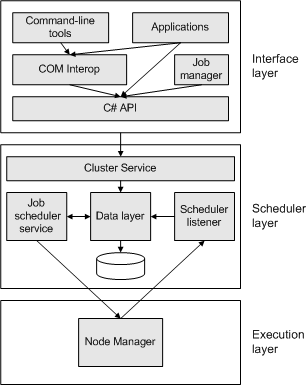 Command-line
tools
Applications
Interface
layer
COM Interop
Job
manager
C# API
Cluster Service
Scheduler
layer
Job
scheduler
service
Data layer
Scheduler
listener
Node Manager
Execution
layer